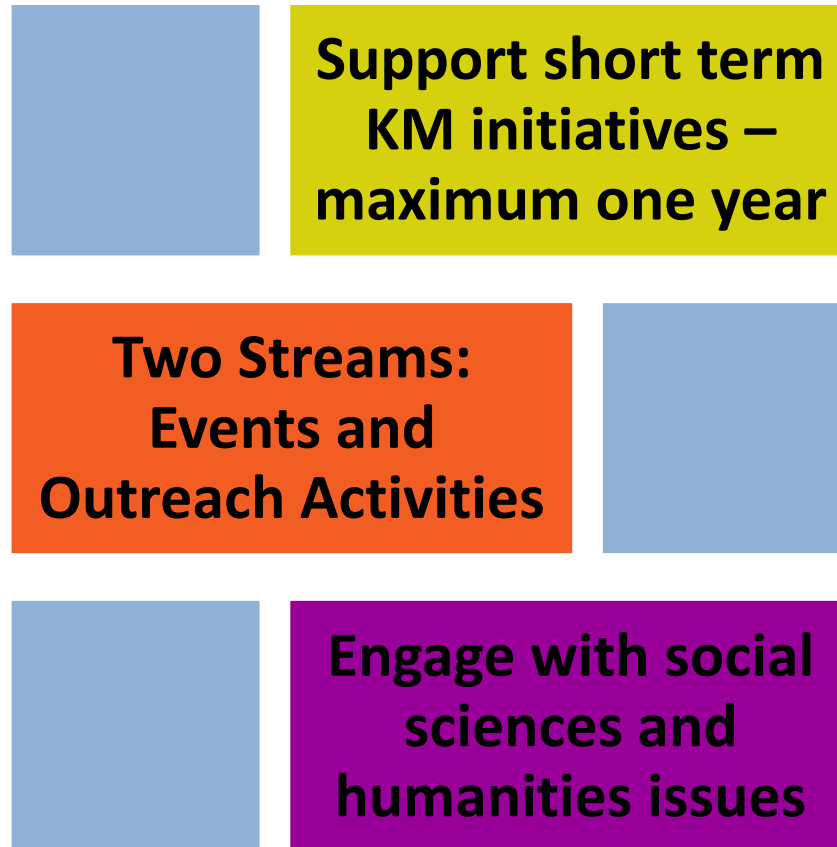 Support short term
KM initiatives –
maximum one year
Two Streams:
Events and
Outreach Activities
Engage with social
sciences and
humanities issues